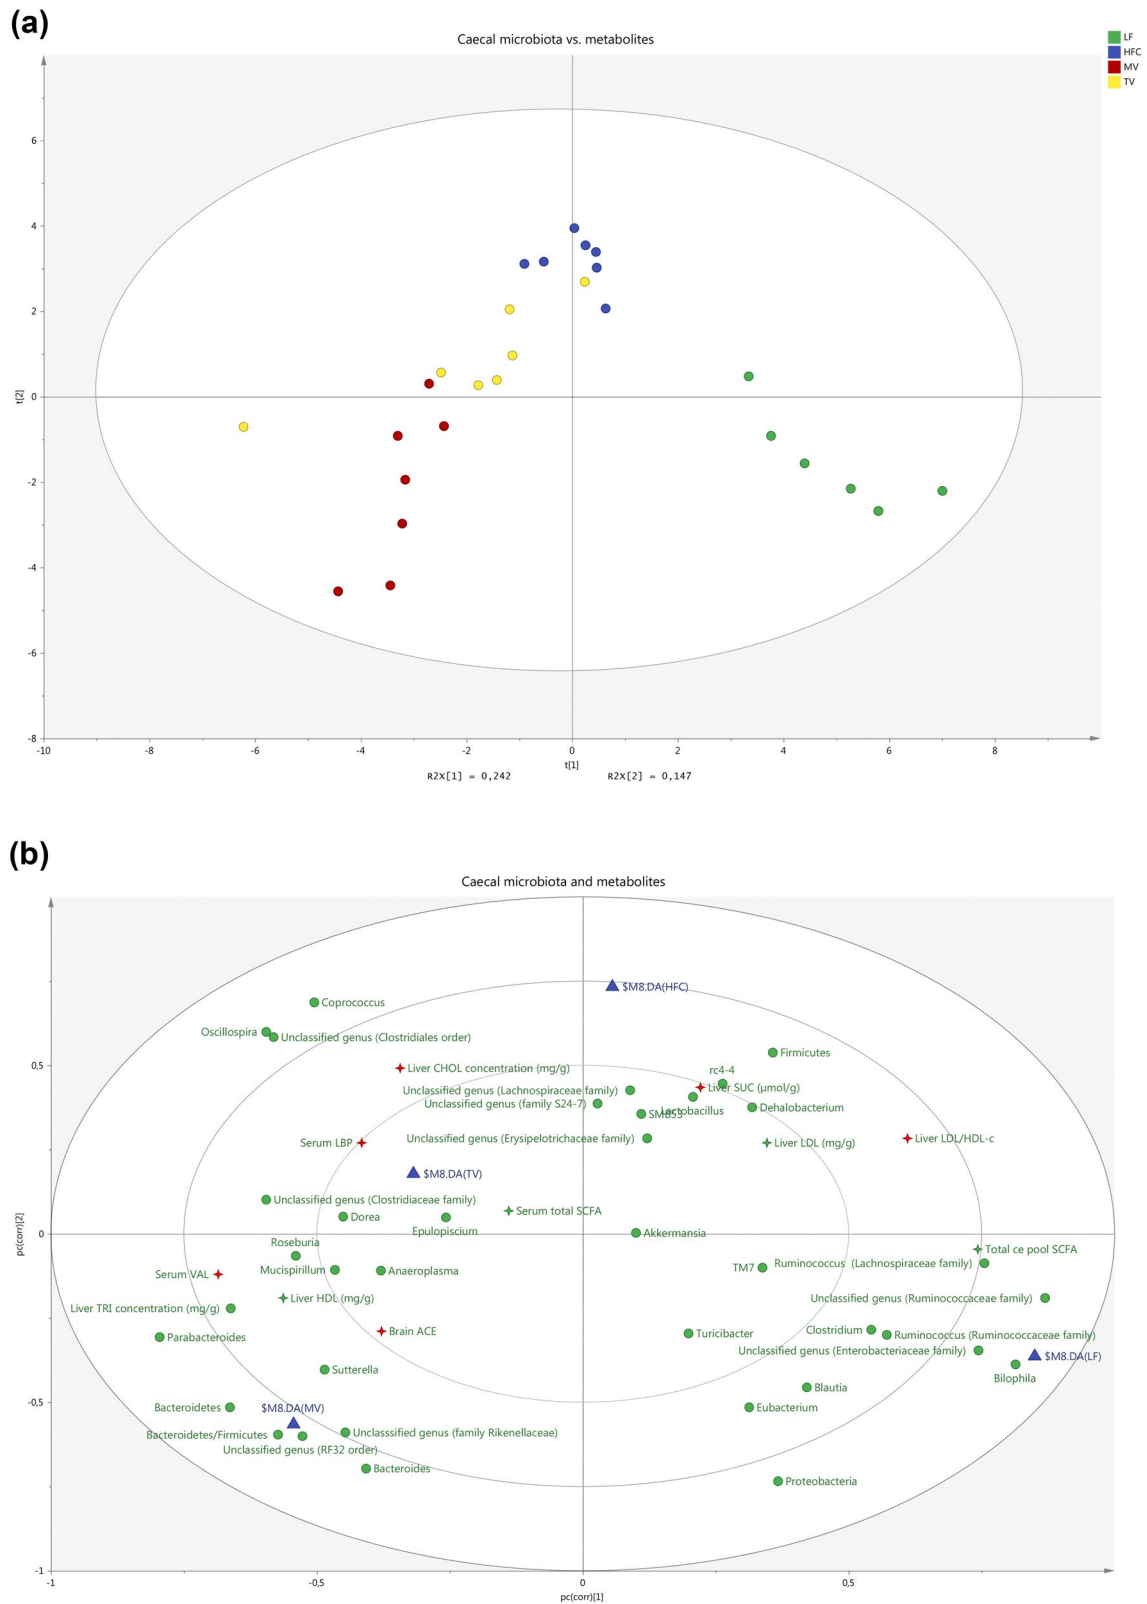 (a)
Caecal microbiota vs. metabolites
LF
HFC
MV
TV
6
4
2
0
-2
-4
-6
-8
t[2]
-10 -8 -6 -4 -2 0 2 4 6 8
t[1]
R2X[1] = 0,242 R2X[2] = 0,147
(b)
Caecal microbiota and metabolites
$M8.DA(HFC)
Coprococcus
Oscillospira
Unclassified genus (Clostridiales order)
Firmicutes
0,5
Liver CHOL concentration (mg/g)
rc4-4
Liver SUC (µmol/g)
Unclassified genus (Lachnospiraceae family)
Unclassified genus (family S24-7)
Lactobacillus
Dehalobacterium
SMB53
Unclassified genus (Erysipelotrichaceae family)
Liver LDL (mg/g)
Liver LDL/HDL-c
Serum LBP
$M8.DA(TV)
Unclassified genus (Clostridiaceae family)
Serum total SCFA
Dorea
Epulopiscium
Akkermansia
0
Roseburia
Total ce pool SCFA
Ruminococcus (Lachnospiraceae family)
Mucispirillum
Anaeroplasma
TM7
Serum VAL
Liver HDL (mg/g)
Unclassified genus (Ruminococcaceae family)
Liver TRI concentration (mg/g)
Parabacteroides
Brain ACE
Turicibacter
Clostridium
Ruminococcus (Ruminococcaceae family)
Unclassified genus (Enterobacteriaceae family)
$M8.DA(LF)
Bilophila
Sutterella
Blautia
-0,5
Bacteroidetes
$M8.DA(MV)
Eubacterium
Bacteroidetes/Firmicutes
Unclassified genus (family Rikenellaceae)
Unclassified genus (RF32 order)
Bacteroides
Proteobacteria
-1
pc(corr)[2]
-1 -0,5 0 0,5
pc(corr)[1]